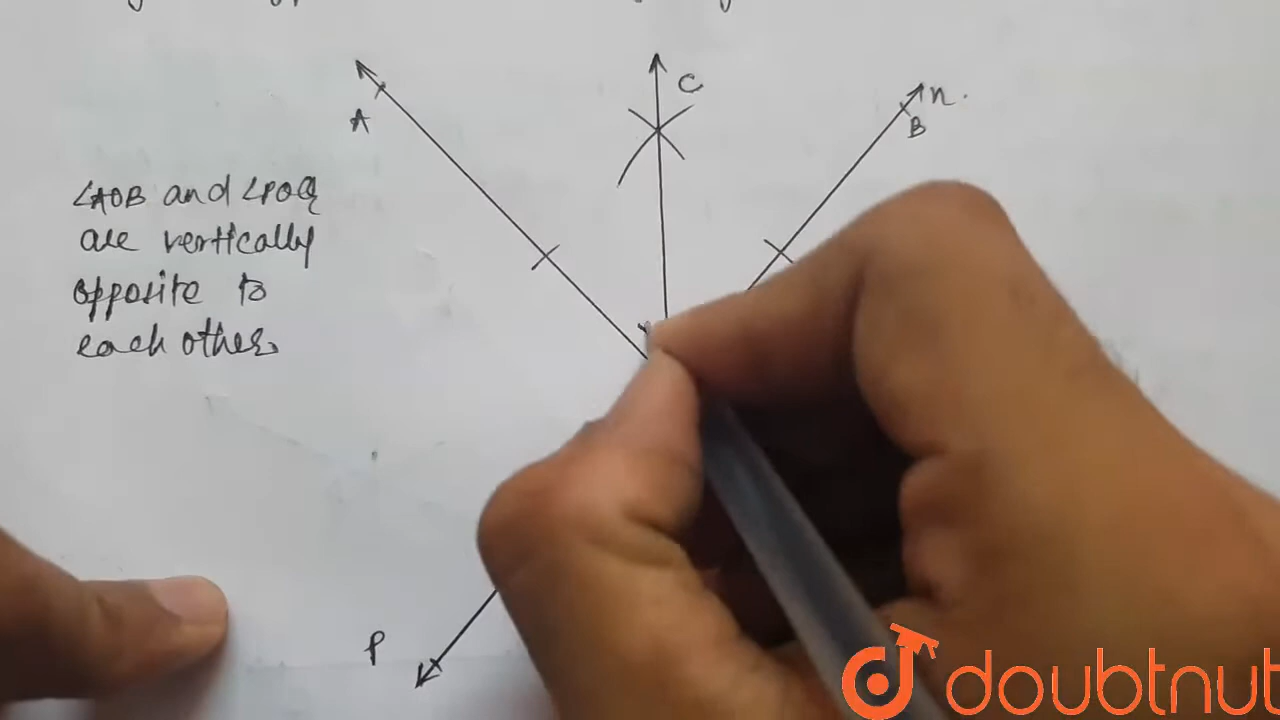 C
n.
A
B
∠AOB and ∠POQ
are vertically
opposite to
each other.
P
doubtnut